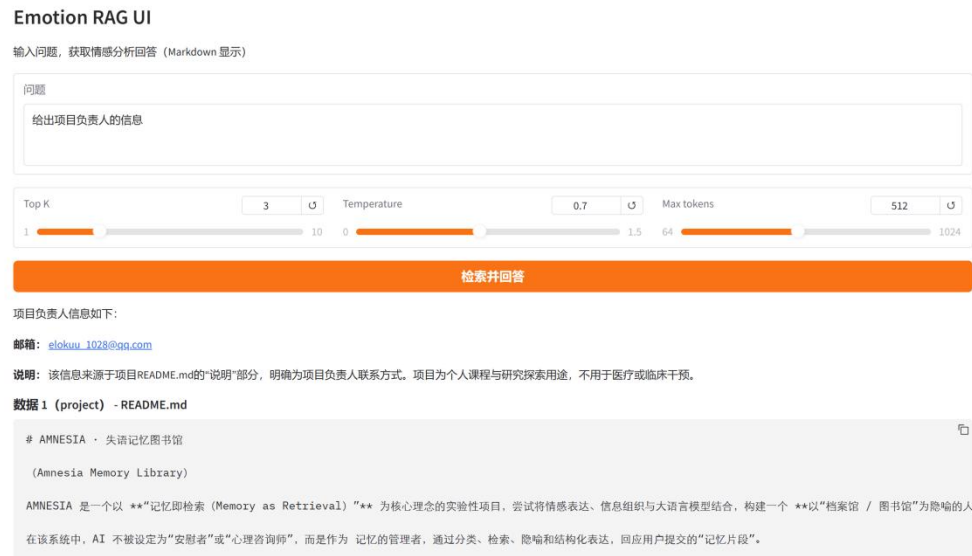 Emotion RAG UI
输入问题，获取情感分析回答（Markdown 显示）
问题
给出项目负责人的信息
Top K 3 ↺ Temperature 0.7 ↺ Max tokens 512 ↺
1 10 0 1.5 64 1024
检索并回答
项目负责人信息如下：
邮箱： elokuu_1028@qq.com
说明： 该信息来源于项目README.md的“说明”部分，明确为项目负责人联系方式。项目为个人课程与研究探索用途，不用于医疗或临床干预。
数据 1（project） - README.md
# AMNESIA · 失语记忆图书馆
（Amnesia Memory Library）
AMNESIA 是一个以 **“记忆即检索（Memory as Retrieval）”** 为核心理念的实验性项目，尝试将情感表达、信息组织与大语言模型结合，构建一个 **以“档案馆 / 图书馆”为隐喻的人
在该系统中，AI 不被设定为“安慰者”或“心理咨询师”，而是作为 记忆的管理者，通过分类、检索、隐喻和结构化表达，回应用户提交的“记忆片段”。